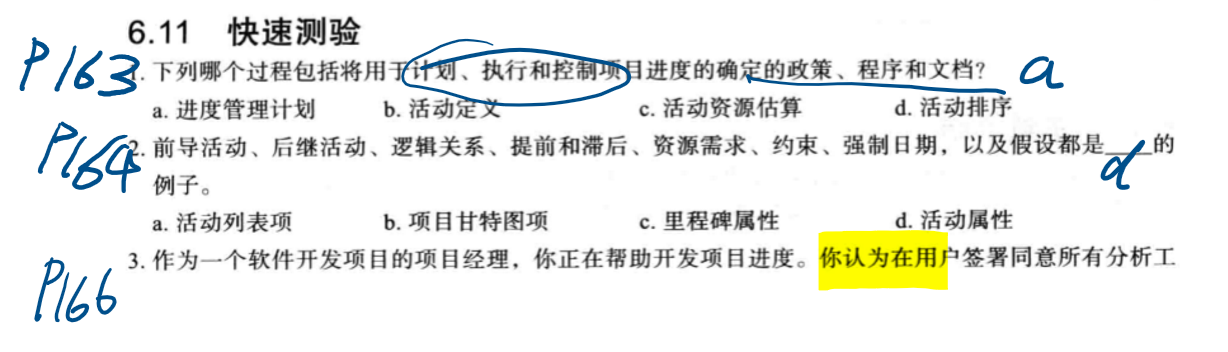 6.11 快速测验
P163 1. 下列哪个过程包括将用于计划、执行和控制项目进度的确定的政策、程序和文档? a
a. 进度管理计划 b. 活动定义 c. 活动资源估算 d. 活动排序
P164 2. 前导活动、后继活动、逻辑关系、提前和滞后、资源需求、约束、强制日期，以及假设都是____的 d
例子。
a. 活动列表项 b. 项目甘特图项 c. 里程碑属性 d. 活动属性
P166 3. 作为一个软件开发项目的项目经理，你正在帮助开发项目进度。你认为在用户签署同意所有分析工